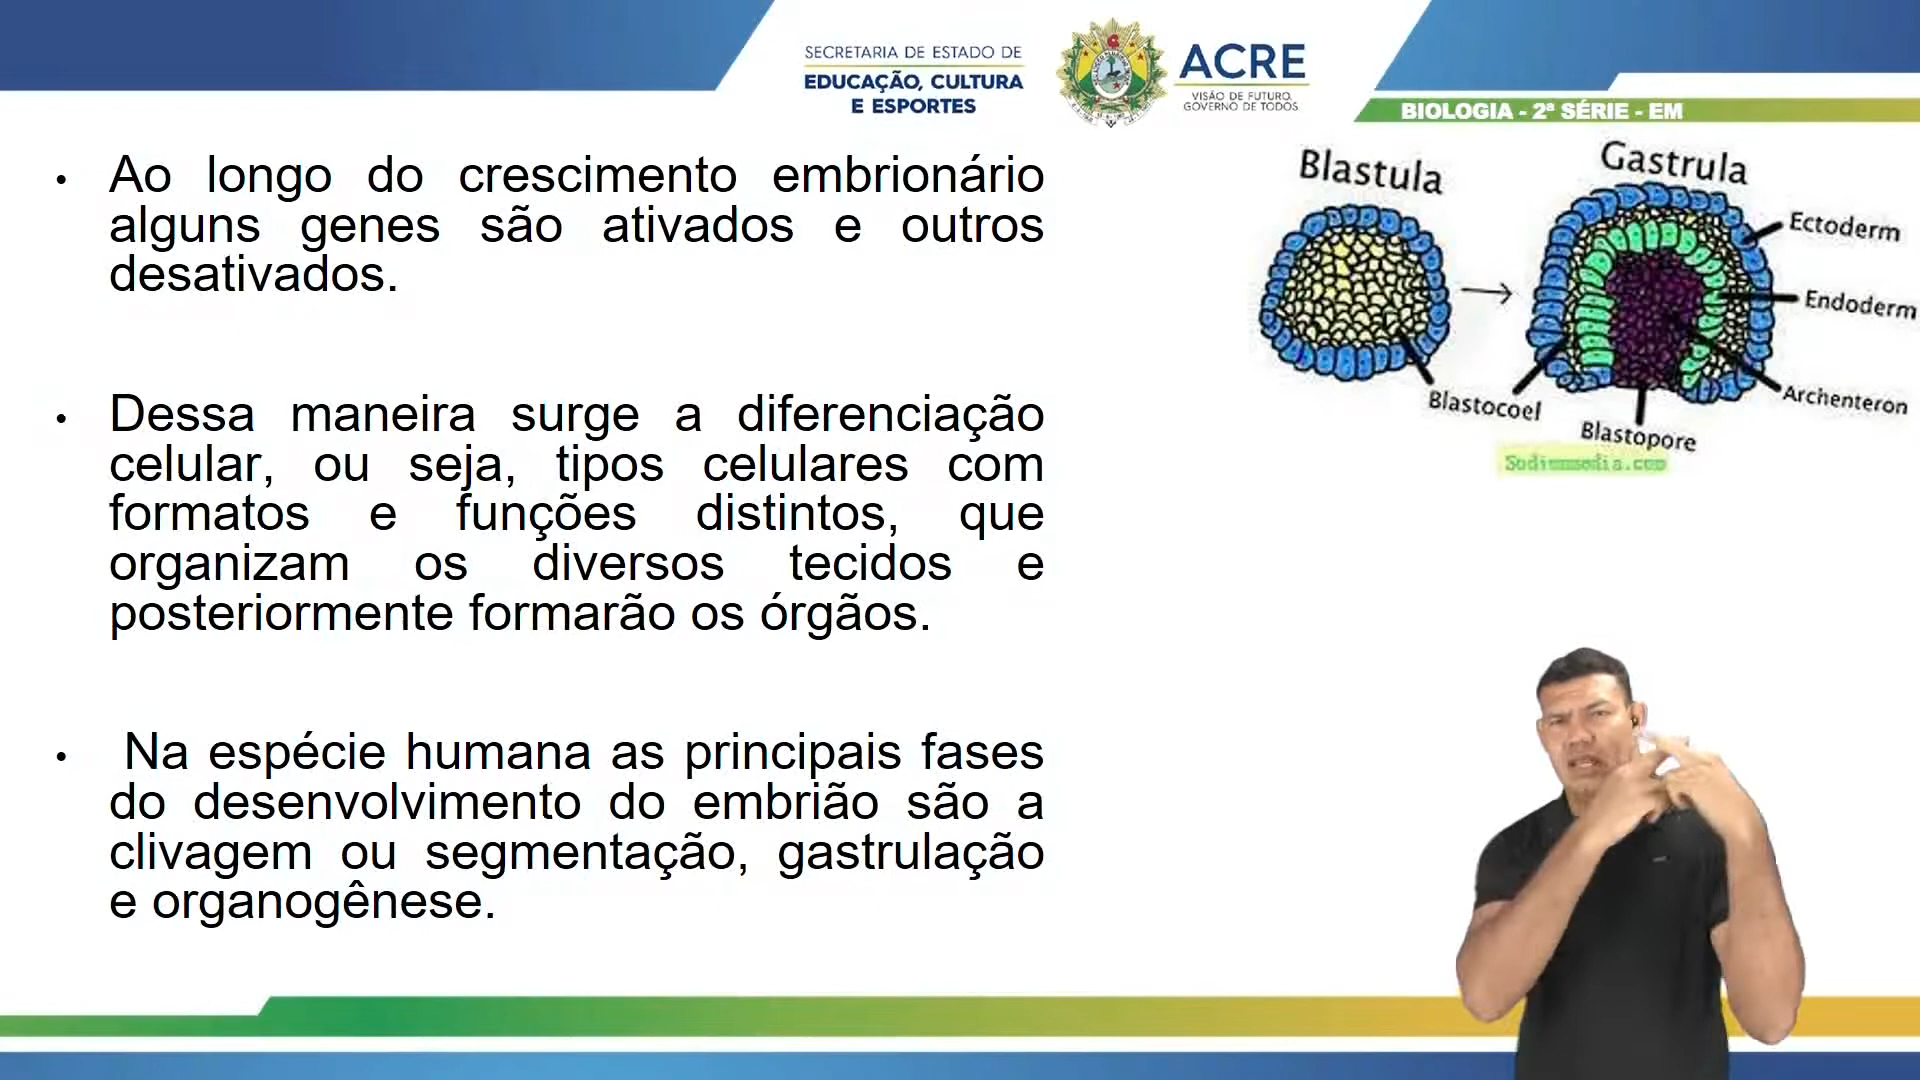 SECRETARIA DE ESTADO DE
EDUCAÇÃO, CULTURA
E ESPORTES
ACRE
VISÃO DE FUTURO,
GOVERNO DE TODOS
BIOLOGIA - 2ª SÉRIE - EM
• Ao longo do crescimento embrionário
alguns genes são ativados e outros
desativados.
• Dessa maneira surge a diferenciação
celular, ou seja, tipos celulares com
formatos e funções distintos, que
organizam os diversos tecidos e
posteriormente formarão os órgãos.
• Na espécie humana as principais fases
do desenvolvimento do embrião são a
clivagem ou segmentação, gastrulação
e organogênese.
Blastula
Gastrula
Ectoderm
Endoderm
Archenteron
Blastocoel
Blastopore